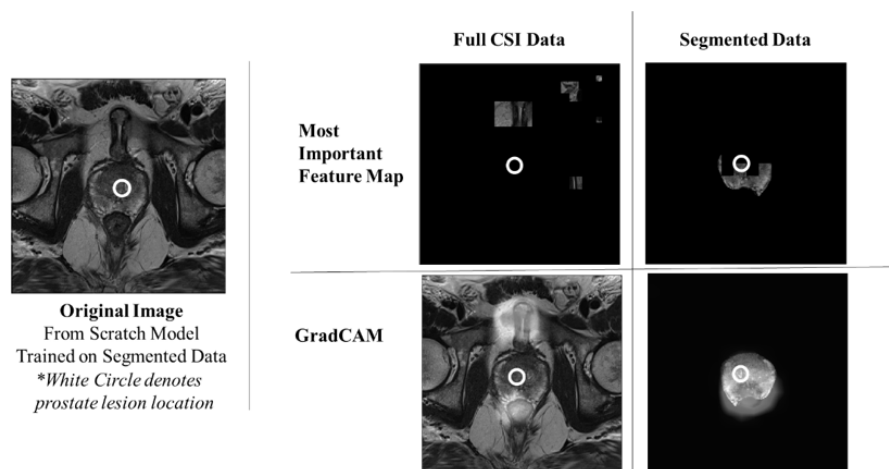 Full CSI Data
Segmented Data
Most
Important
Feature Map
Original Image
From Scratch Model
Trained on Segmented Data
*White Circle denotes
prostate lesion location
GradCAM